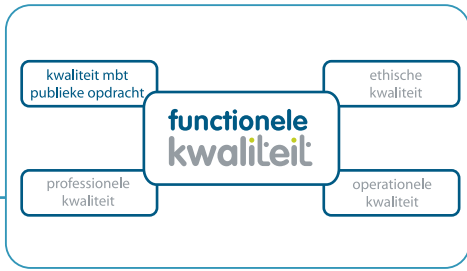 kwaliteit mbt
publieke opdracht
ethische
kwaliteit
functionele
kwaliteit
professionele
kwaliteit
operationele
kwaliteit